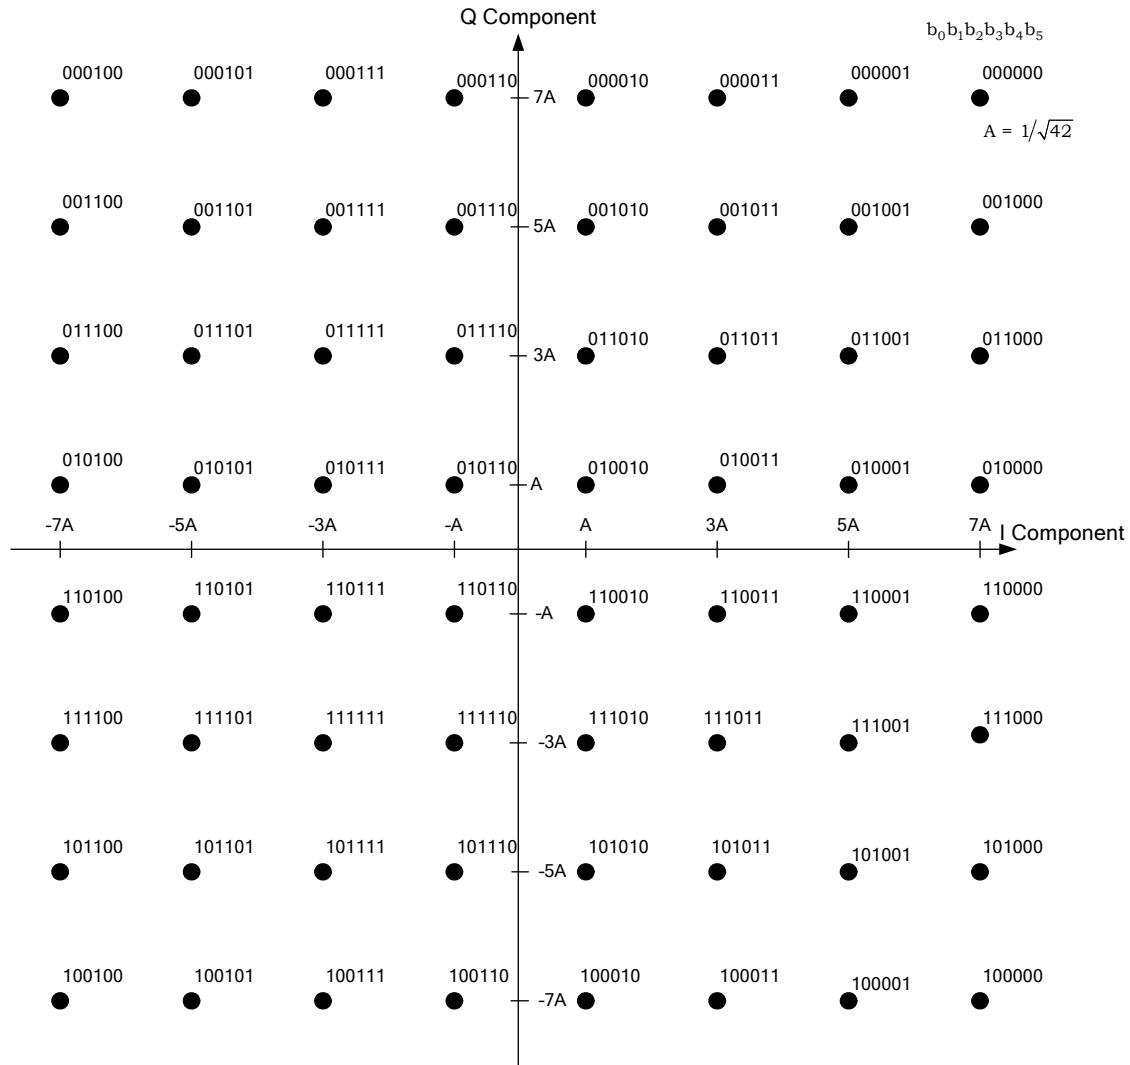 Q Component
b₀b₁b₂b₃b₄b₅
000100 000101 000111 000110 000010 000011 000001 000000
7A
A = 1/√42
001100 001101 001111 001110 001010 001011 001001 001000
5A
011100 011101 011111 011110 011010 011011 011001 011000
3A
010100 010101 010111 010110 010010 010011 010001 010000
A
-7A -5A -3A -A A 3A 5A 7A I Component
110100 110101 110111 110110 110010 110011 110001 110000
-A
111100 111101 111111 111110 111010 111011 111001 111000
-3A
101100 101101 101111 101110 101010 101011 101001 101000
-5A
100100 100101 100111 100110 100010 100011 100001 100000
-7A